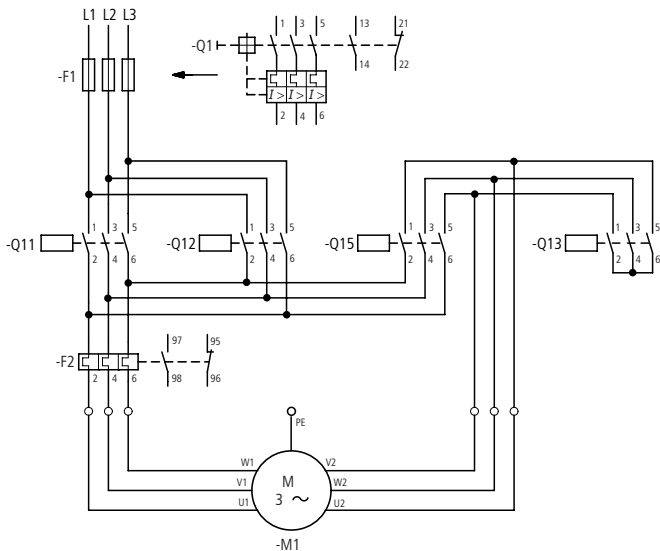 L1 L2 L3
-Q1
1 3 5 13 21
14 22
I> I> I>
2 4 6
-F1
-Q11
1 3 5
2 4 6
-Q12
1 3 5
2 4 6
-Q15
1 3 5
2 4 6
-Q13
1 3 5
2 4 6
-F2
2 4 6
97 95
98 96
PE
W1 V2
V1 W2
U1 U2
M
3 ~
-M1